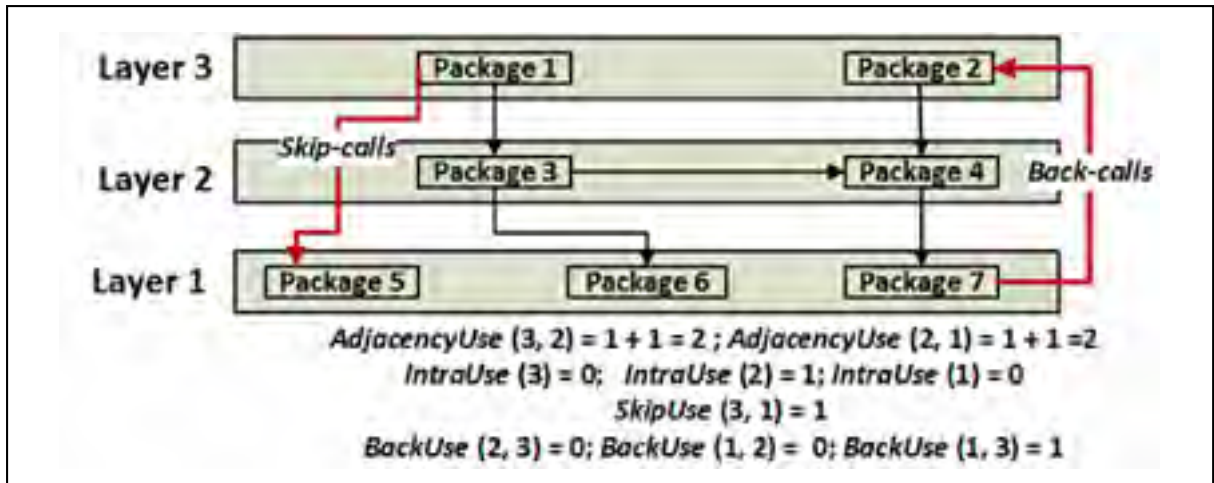 Layer 3
Package 1
Package 2
Skip-calls
Layer 2
Package 3
Package 4
Back-calls
Layer 1
Package 5
Package 6
Package 7
AdjacencyUse (3, 2) = 1 + 1 = 2 ; AdjacencyUse (2, 1) = 1 + 1 =2
IntraUse (3) = 0; IntraUse (2) = 1; IntraUse (1) = 0
SkipUse (3, 1) = 1
BackUse (2, 3) = 0; BackUse (1, 2) = 0; BackUse (1, 3) = 1